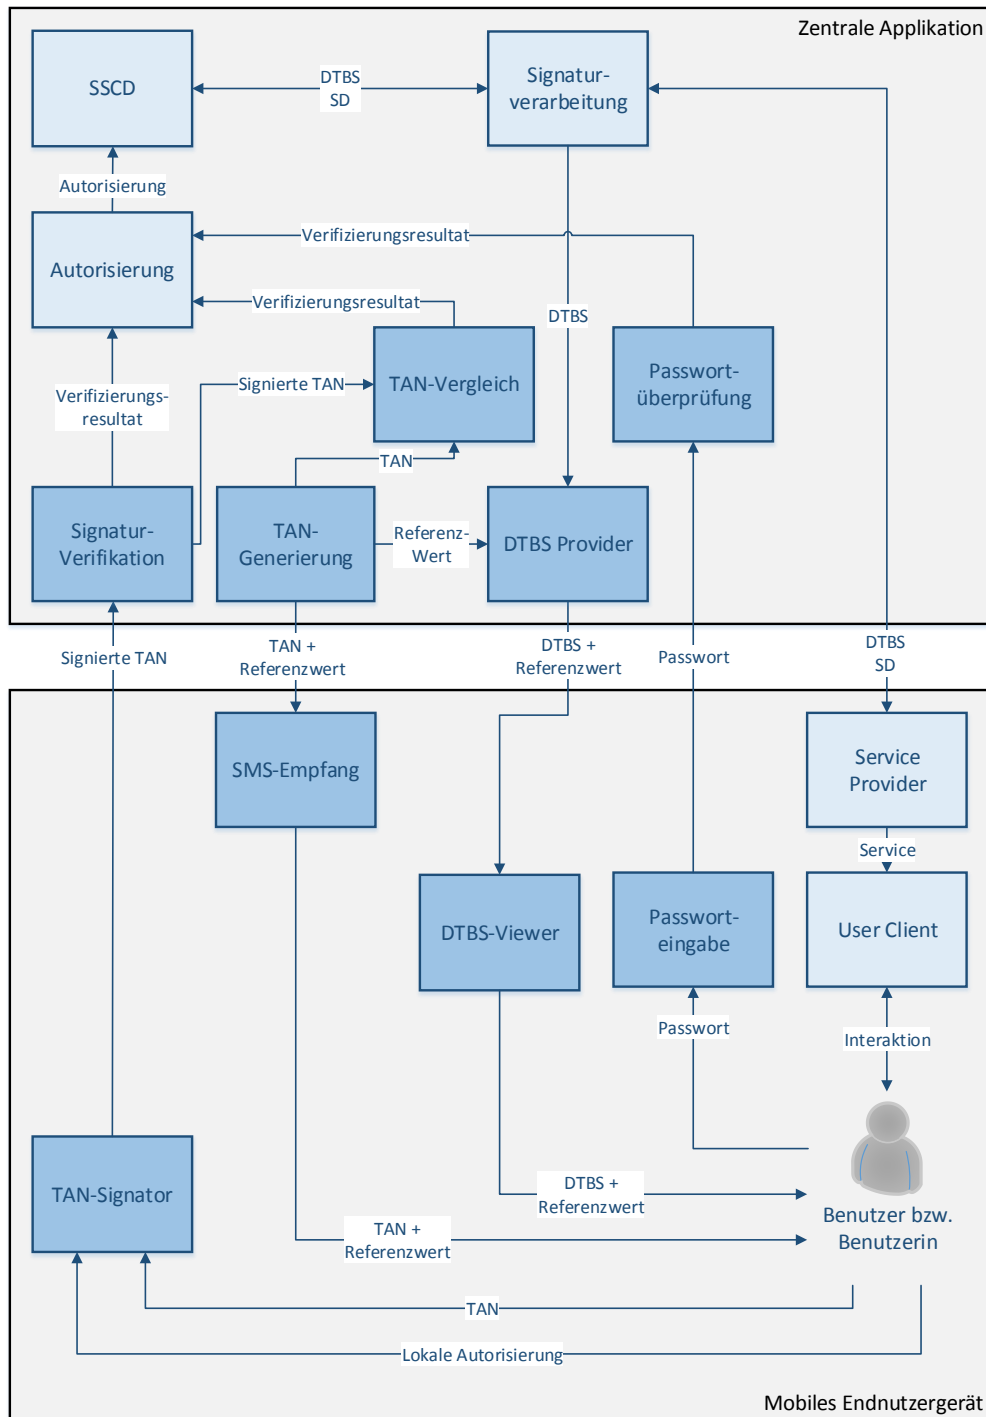 Zentrale Applikation
SSCD
DTBS
SD
Signatur-
verarbeitung
Autorisierung
Verifizierungsresultat
Autorisierung
Verifizierungsresultat
DTBS
TAN-Vergleich
Passwort-
überprüfung
Signierte TAN
Verifizierungs-
resultat
TAN
Signatur-
Verifikation
TAN-
Generierung
Referenz-
Wert
DTBS Provider
Signierte TAN
TAN +
Referenzwert
DTBS +
Referenzwert
Passwort
DTBS
SD
SMS-Empfang
Service
Provider
Service
DTBS-Viewer
Passwort-
eingabe
User Client
Passwort
Interaktion
TAN-Signator
DTBS +
Referenzwert
Benutzer bzw.
Benutzerin
TAN +
Referenzwert
TAN
Lokale Autorisierung
Mobiles Endnutzergerät